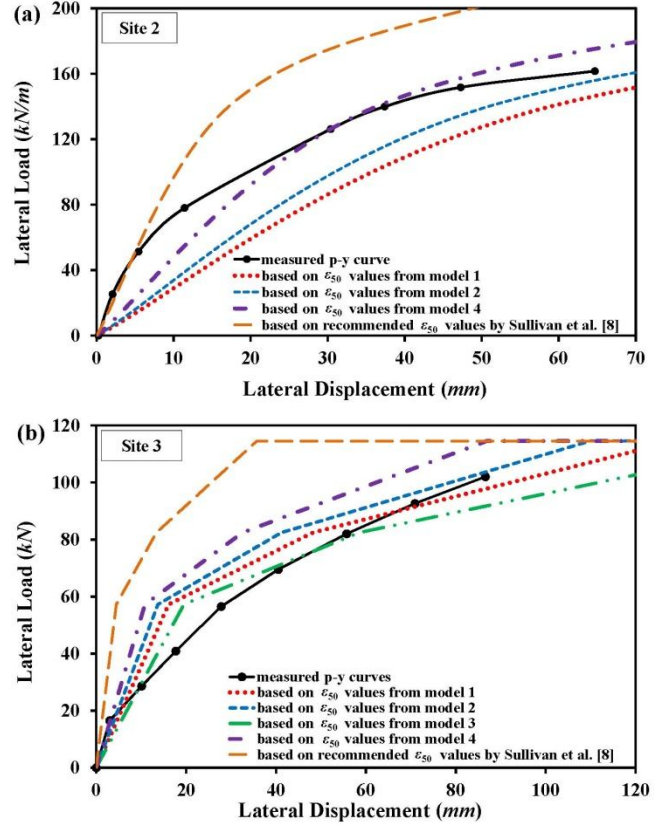 (a)
Site 2
Lateral Load (kN/m)
200
160
120
80
40
0
measured p-y curve
based on ε50 values from model 1
based on ε50 values from model 2
based on ε50 values from model 4
based on recommended ε50 values by Sullivan et al. [8]
0 10 20 30 40 50 60 70
Lateral Displacement (mm)
(b)
Site 3
Lateral Load (kN)
120
100
80
60
40
20
0
measured p-y curves
based on ε50 values from model 1
based on ε50 values from model 2
based on ε50 values from model 3
based on ε50 values from model 4
based on recommended ε50 values by Sullivan et al. [8]
0 20 40 60 80 100 120
Lateral Displacement (mm)